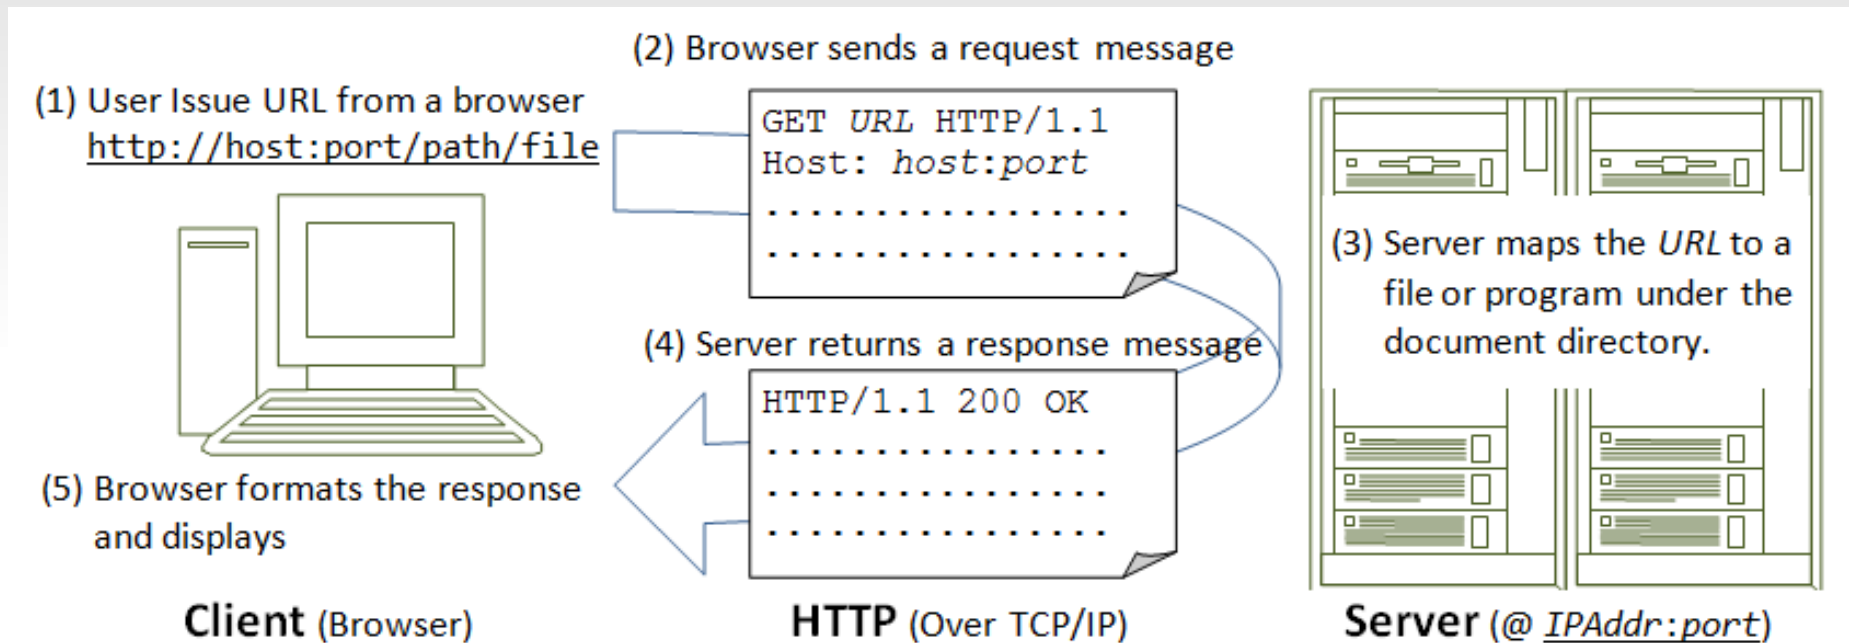 (2) Browser sends a request message
(1) User Issue URL from a browser
http://host:port/path/file
GET URL HTTP/1.1
Host: host:port
..................
..................
(3) Server maps the URL to a
file or program under the
document directory.
(4) Server returns a response message
HTTP/1.1 200 OK
.................
.................
.................
(5) Browser formats the response
and displays
Client (Browser)
HTTP (Over TCP/IP)
Server (@ IPAddr:port)